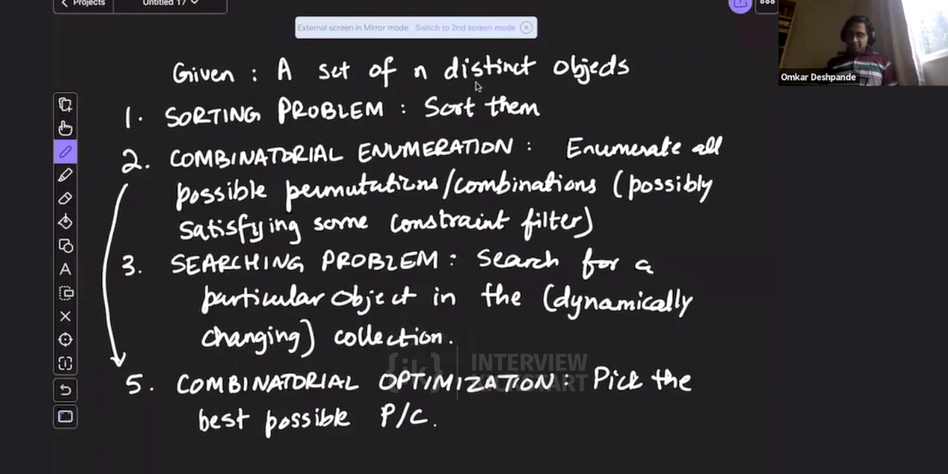 Projects
Untitled 17
External screen in Mirror mode. Switch to 2nd screen mode
Omkar Deshpande
Given : A set of n distinct objects
1. SORTING PROBLEM : Sort them
2. COMBINATORIAL ENUMERATION : Enumerate all
possible permutations/combinations (possibly
satisfying some constraint filter)
3. SEARCHING PROBLEM : Search for a
particular object in the (dynamically
changing) collection.
{ik} INTERVIEW
KICKSTART
5. COMBINATORIAL OPTIMIZATION : Pick the
best possible P/C.